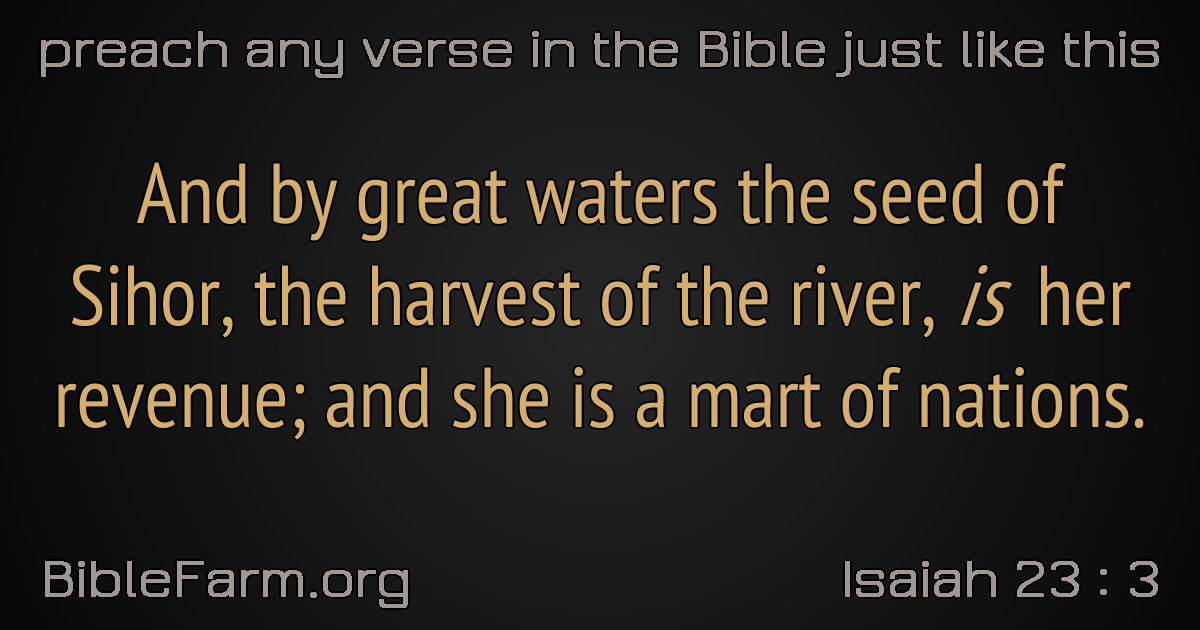 preach any verse in the Bible just like this
And by great waters the seed of
Sihor, the harvest of the river, is her
revenue; and she is a mart of nations.
BibleFarm.org
Isaiah 23 : 3